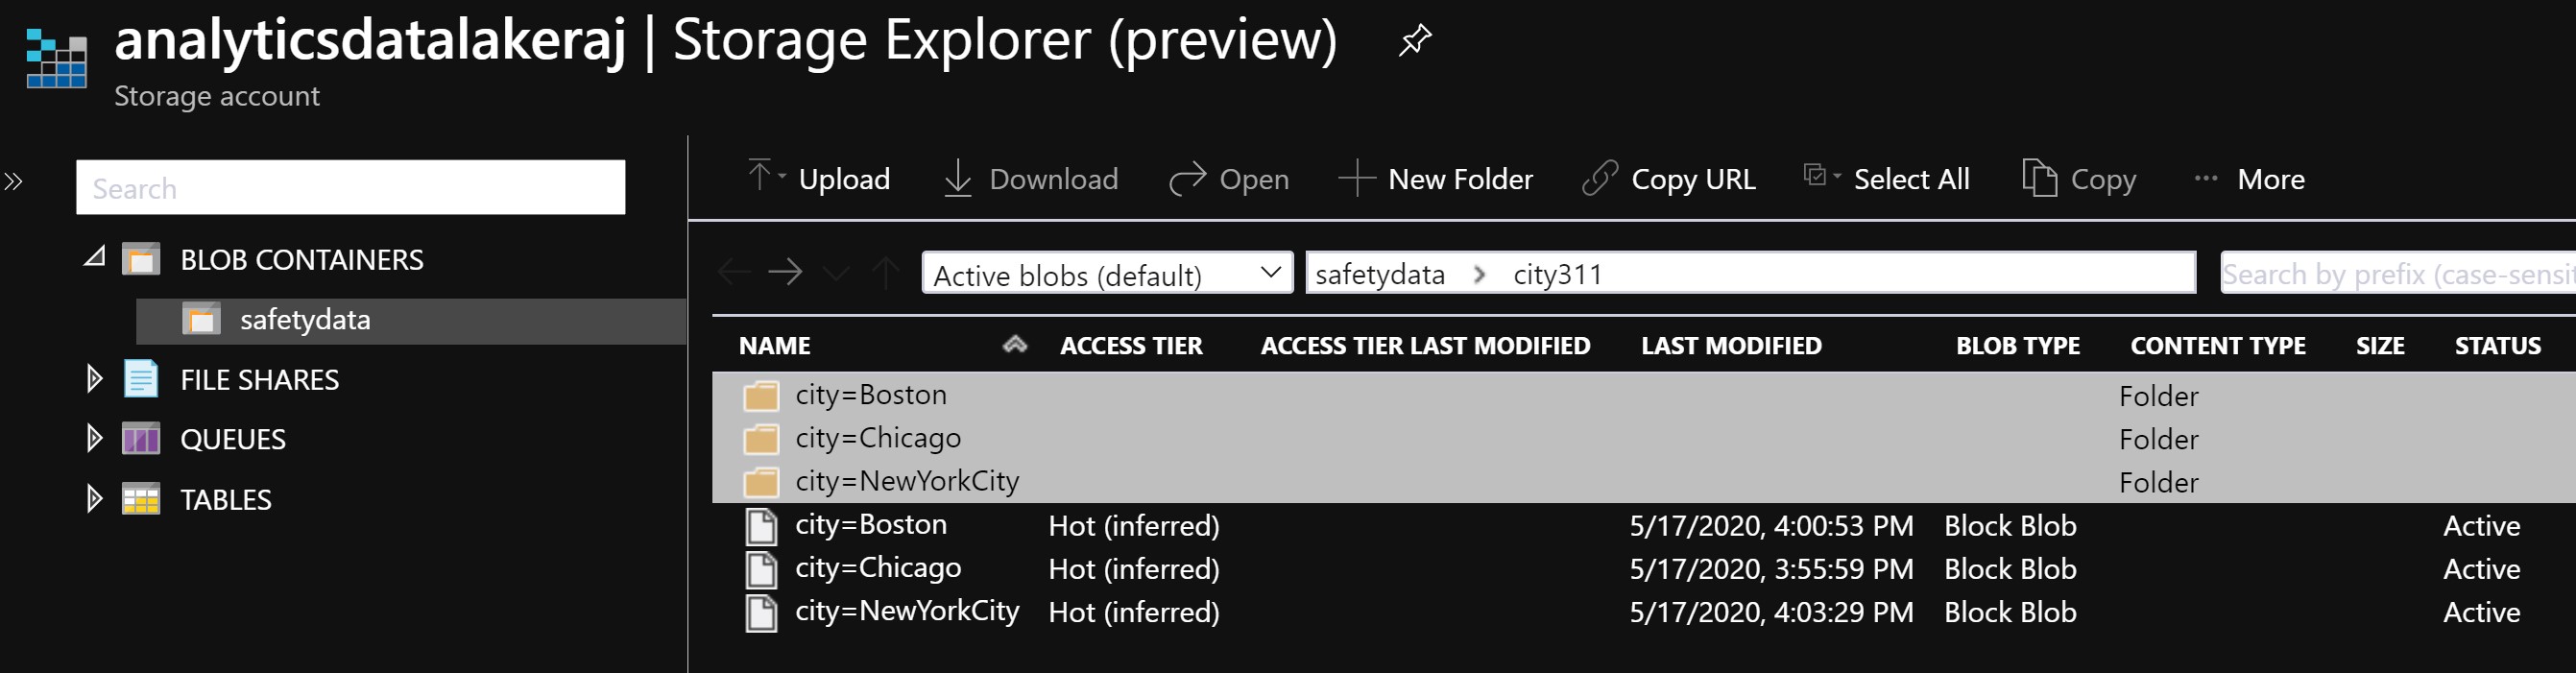 analyticsdatalakeraj | Storage Explorer (preview)
Storage account
Search
BLOB CONTAINERS
safetydata
FILE SHARES
QUEUES
TABLES
Upload Download Open New Folder Copy URL Select All Copy ... More
Active blobs (default) safetydata > city311 Search by prefix (case-sensit
NAME ACCESS TIER ACCESS TIER LAST MODIFIED LAST MODIFIED BLOB TYPE CONTENT TYPE SIZE STATUS
city=Boston Folder
city=Chicago Folder
city=NewYorkCity Folder
city=Boston Hot (inferred) 5/17/2020, 4:00:53 PM Block Blob Active
city=Chicago Hot (inferred) 5/17/2020, 3:55:59 PM Block Blob Active
city=NewYorkCity Hot (inferred) 5/17/2020, 4:03:29 PM Block Blob Active